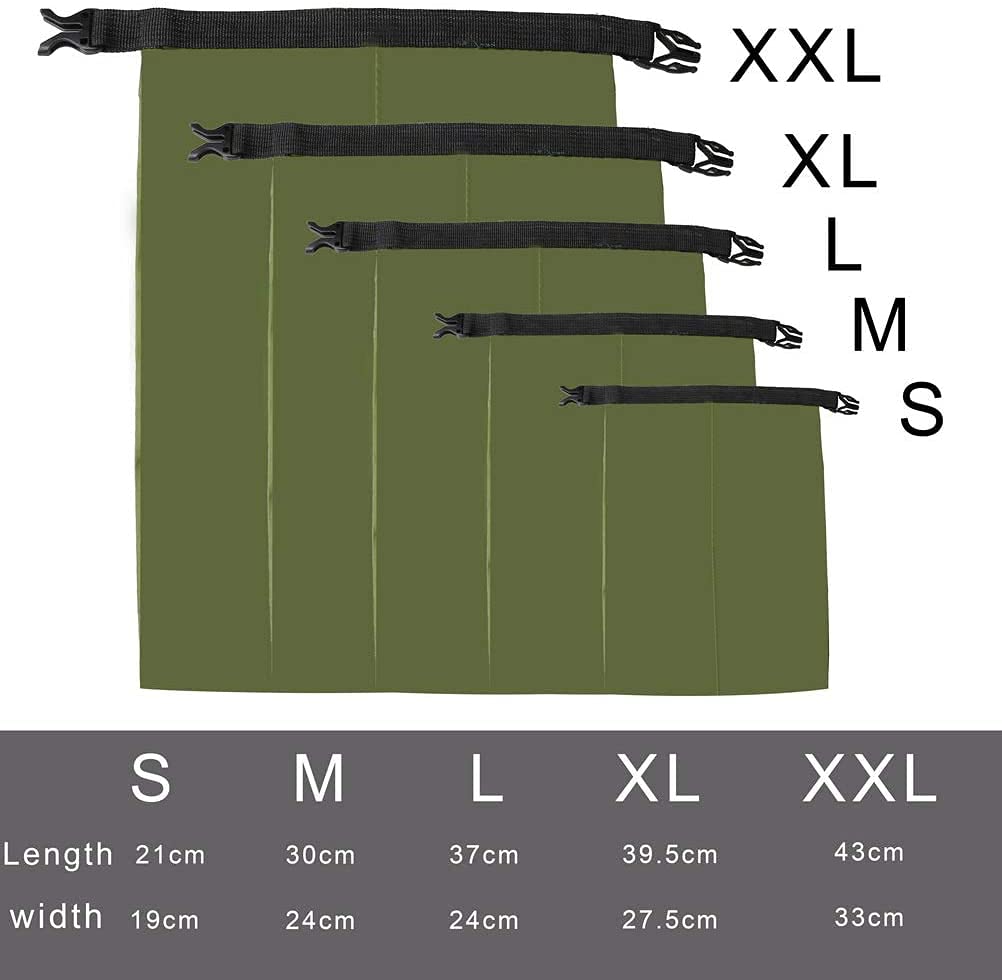 XXL
XL
L
M
S
S M L XL XXL
Length 21cm 30cm 37cm 39.5cm 43cm
width 19cm 24cm 24cm 27.5cm 33cm